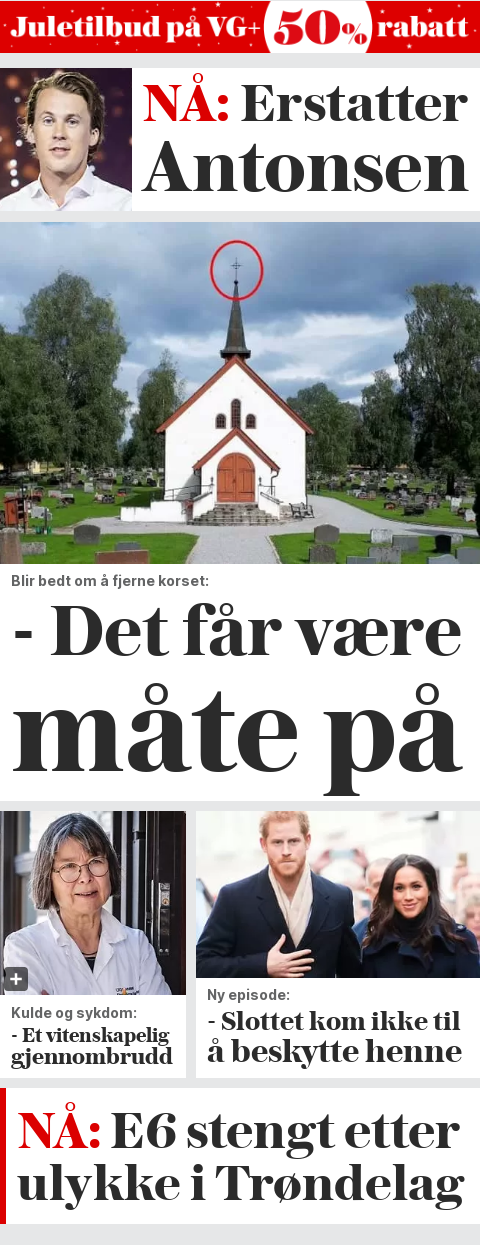 Juletilbud på VG+ 50% rabatt
NÅ: Erstatter
Antonsen
Blir bedt om å fjerne korset:
- Det får være
måte på
Kulde og sykdom:
- Et vitenskapelig
gjennombrudd
Ny episode:
- Slottet kom ikke til
å beskytte henne
NÅ: E6 stengt etter
ulykke i Trøndelag